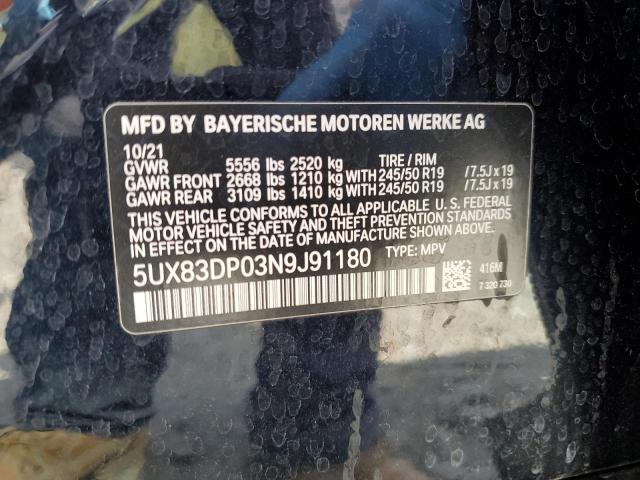 MFD BY BAYERISCHE MOTOREN WERKE AG
10/21
GVWR 5556 lbs 2520 kg TIRE / RIM
GAWR FRONT 2668 lbs 1210 kg WITH 245/50 R19 /7.5J x 19
GAWR REAR 3109 lbs 1410 kg WITH 245/50 R19 /7.5J x 19
THIS VEHICLE CONFORMS TO ALL APPLICABLE U. S. FEDERAL
MOTOR VEHICLE SAFETY AND THEFT PREVENTION STANDARDS
IN EFFECT ON THE DATE OF MANUFACTURE SHOWN ABOVE.
5UX83DP03N9J91180 TYPE: MPV
416M
7 320 730